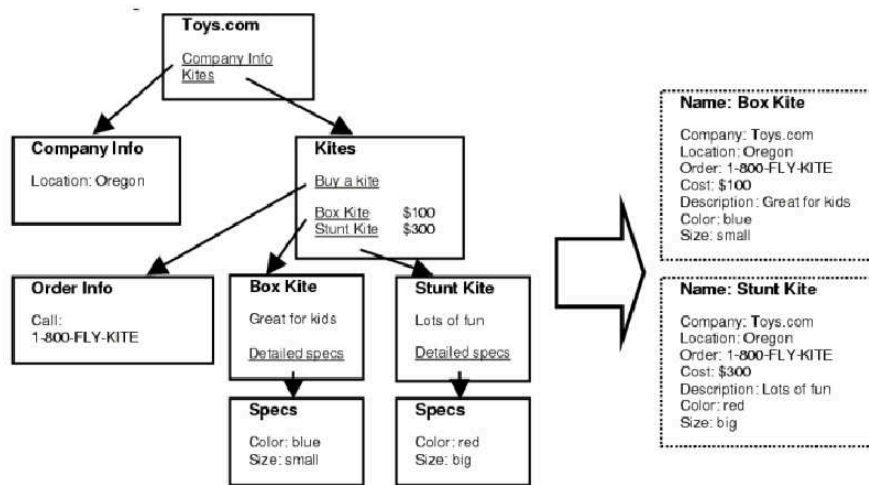 Toys.com
Company Info
Kites
Company Info
Location: Oregon
Kites
Buy a kite
Box Kite $100
Stunt Kite $300
Order Info
Call:
1-800-FLY-KITE
Box Kite
Great for kids
Detailed specs
Stunt Kite
Lots of fun
Detailed specs
Specs
Color: blue
Size: small
Specs
Color: red
Size: big
Name: Box Kite
Company: Toys.com
Location: Oregon
Order: 1-800-FLY-KITE
Cost: $100
Description: Great for kids
Color: blue
Size: small
Name: Stunt Kite
Company: Toys.com
Location: Oregon
Order: 1-800-FLY-KITE
Cost: $300
Description: Lots of fun
Color: red
Size: big